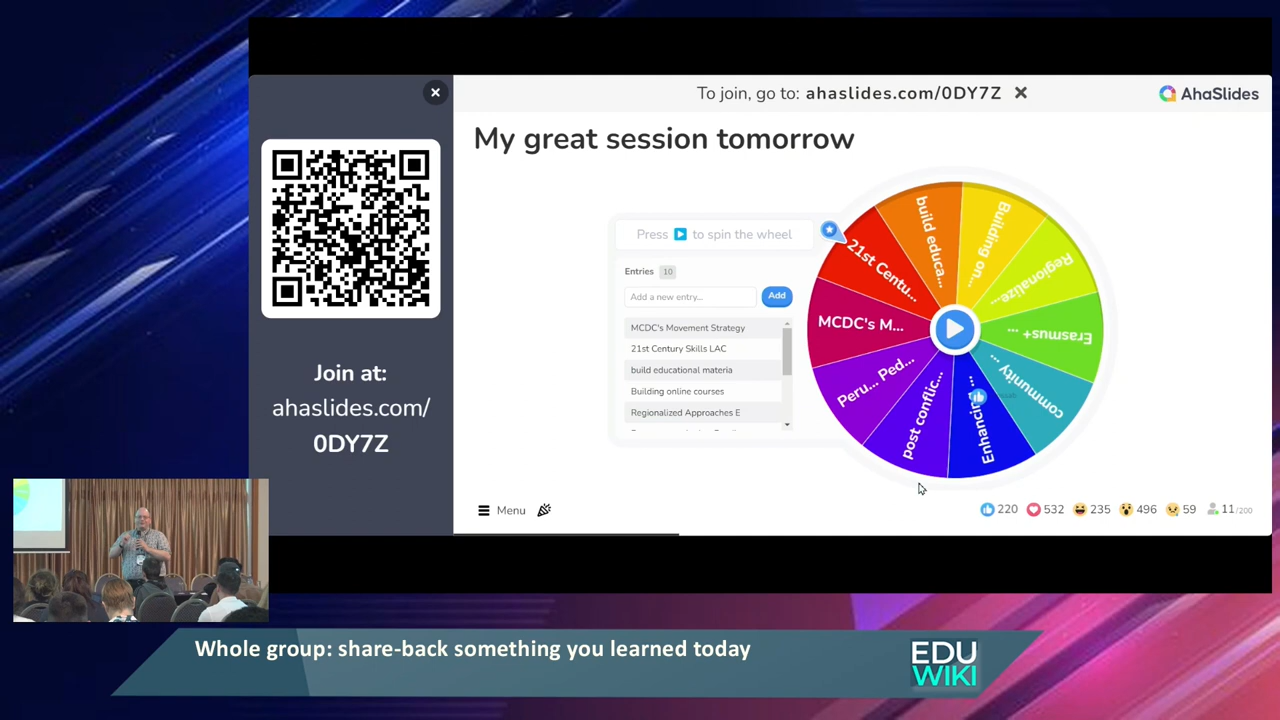 To join, go to: ahaslides.com/0DY7Z
AhaSlides
My great session tomorrow
Press to spin the wheel
Entries 10
Add a new entry...
Add
MCDC's Movement Strategy
21st Century Skills LAC
build educational materia
Building online courses
Regionalized Approaches E
21st Centu...
build educa...
Building on...
Regionalize...
Erasmus+ ...
community ...
Enhancing...
post conflic...
Peru... Ped...
MCDC's M...
Join at:
ahaslides.com/
0DY7Z
Menu
220 532 235 496 59 11/200
Whole group: share-back something you learned today
EDU
WIKI